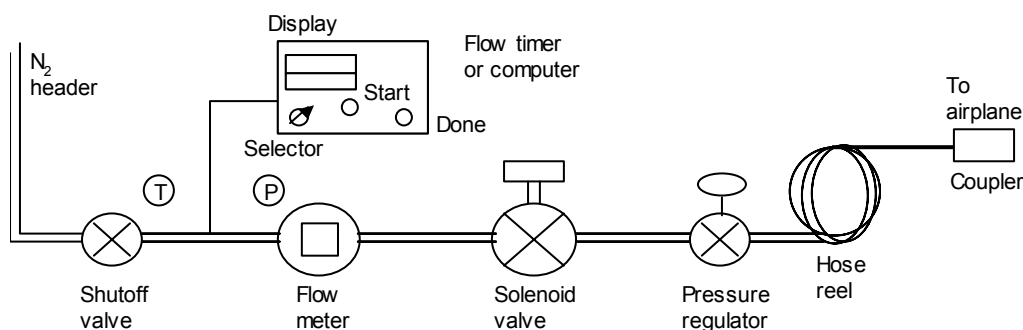 Display
N2
header
Flow timer
or computer
Start
Done
Selector
To
airplane
Coupler
T
P
Shutoff
valve
Flow
meter
Solenoid
valve
Pressure
regulator
Hose
reel